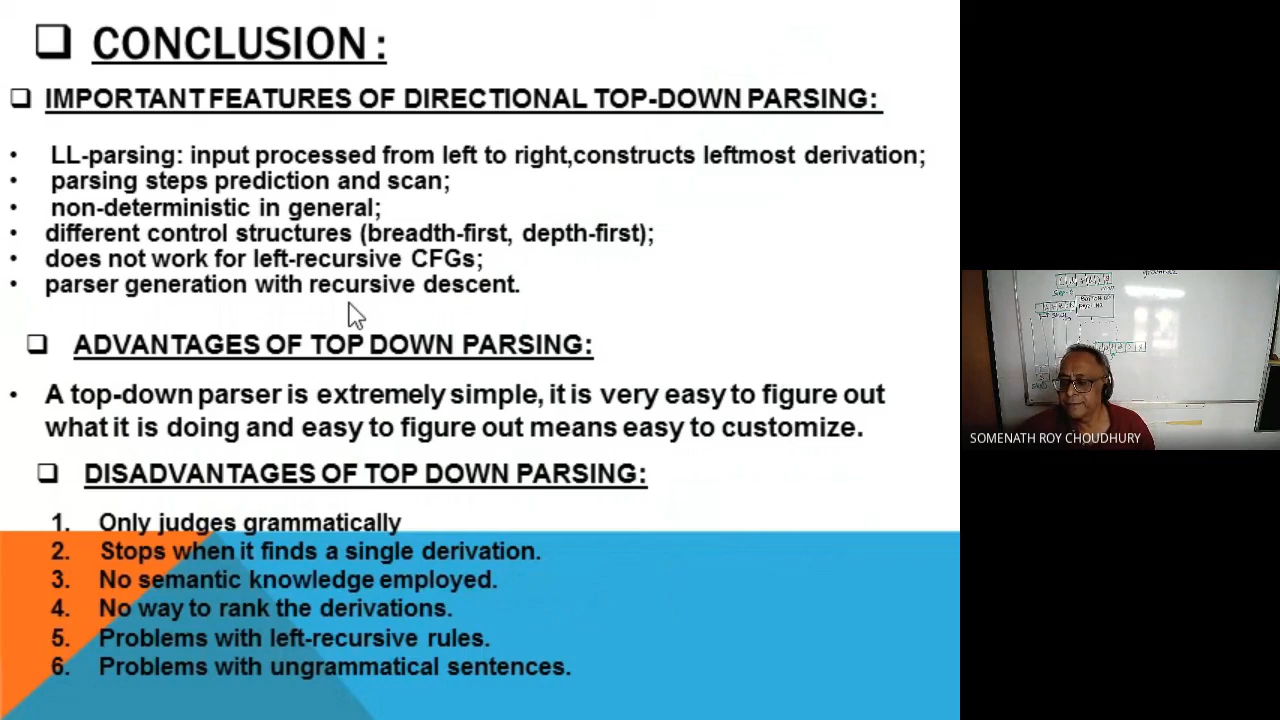 CONCLUSION :
IMPORTANT FEATURES OF DIRECTIONAL TOP-DOWN PARSING:
• LL-parsing: input processed from left to right,constructs leftmost derivation;
• parsing steps prediction and scan;
• non-deterministic in general;
• different control structures (breadth-first, depth-first);
• does not work for left-recursive CFGs;
• parser generation with recursive descent.
ADVANTAGES OF TOP DOWN PARSING:
• A top-down parser is extremely simple, it is very easy to figure out
what it is doing and easy to figure out means easy to customize.
DISADVANTAGES OF TOP DOWN PARSING:
1. Only judges grammatically
2. Stops when it finds a single derivation.
3. No semantic knowledge employed.
4. No way to rank the derivations.
5. Problems with left-recursive rules.
6. Problems with ungrammatical sentences.
SOMENATH ROY CHOUDHURY